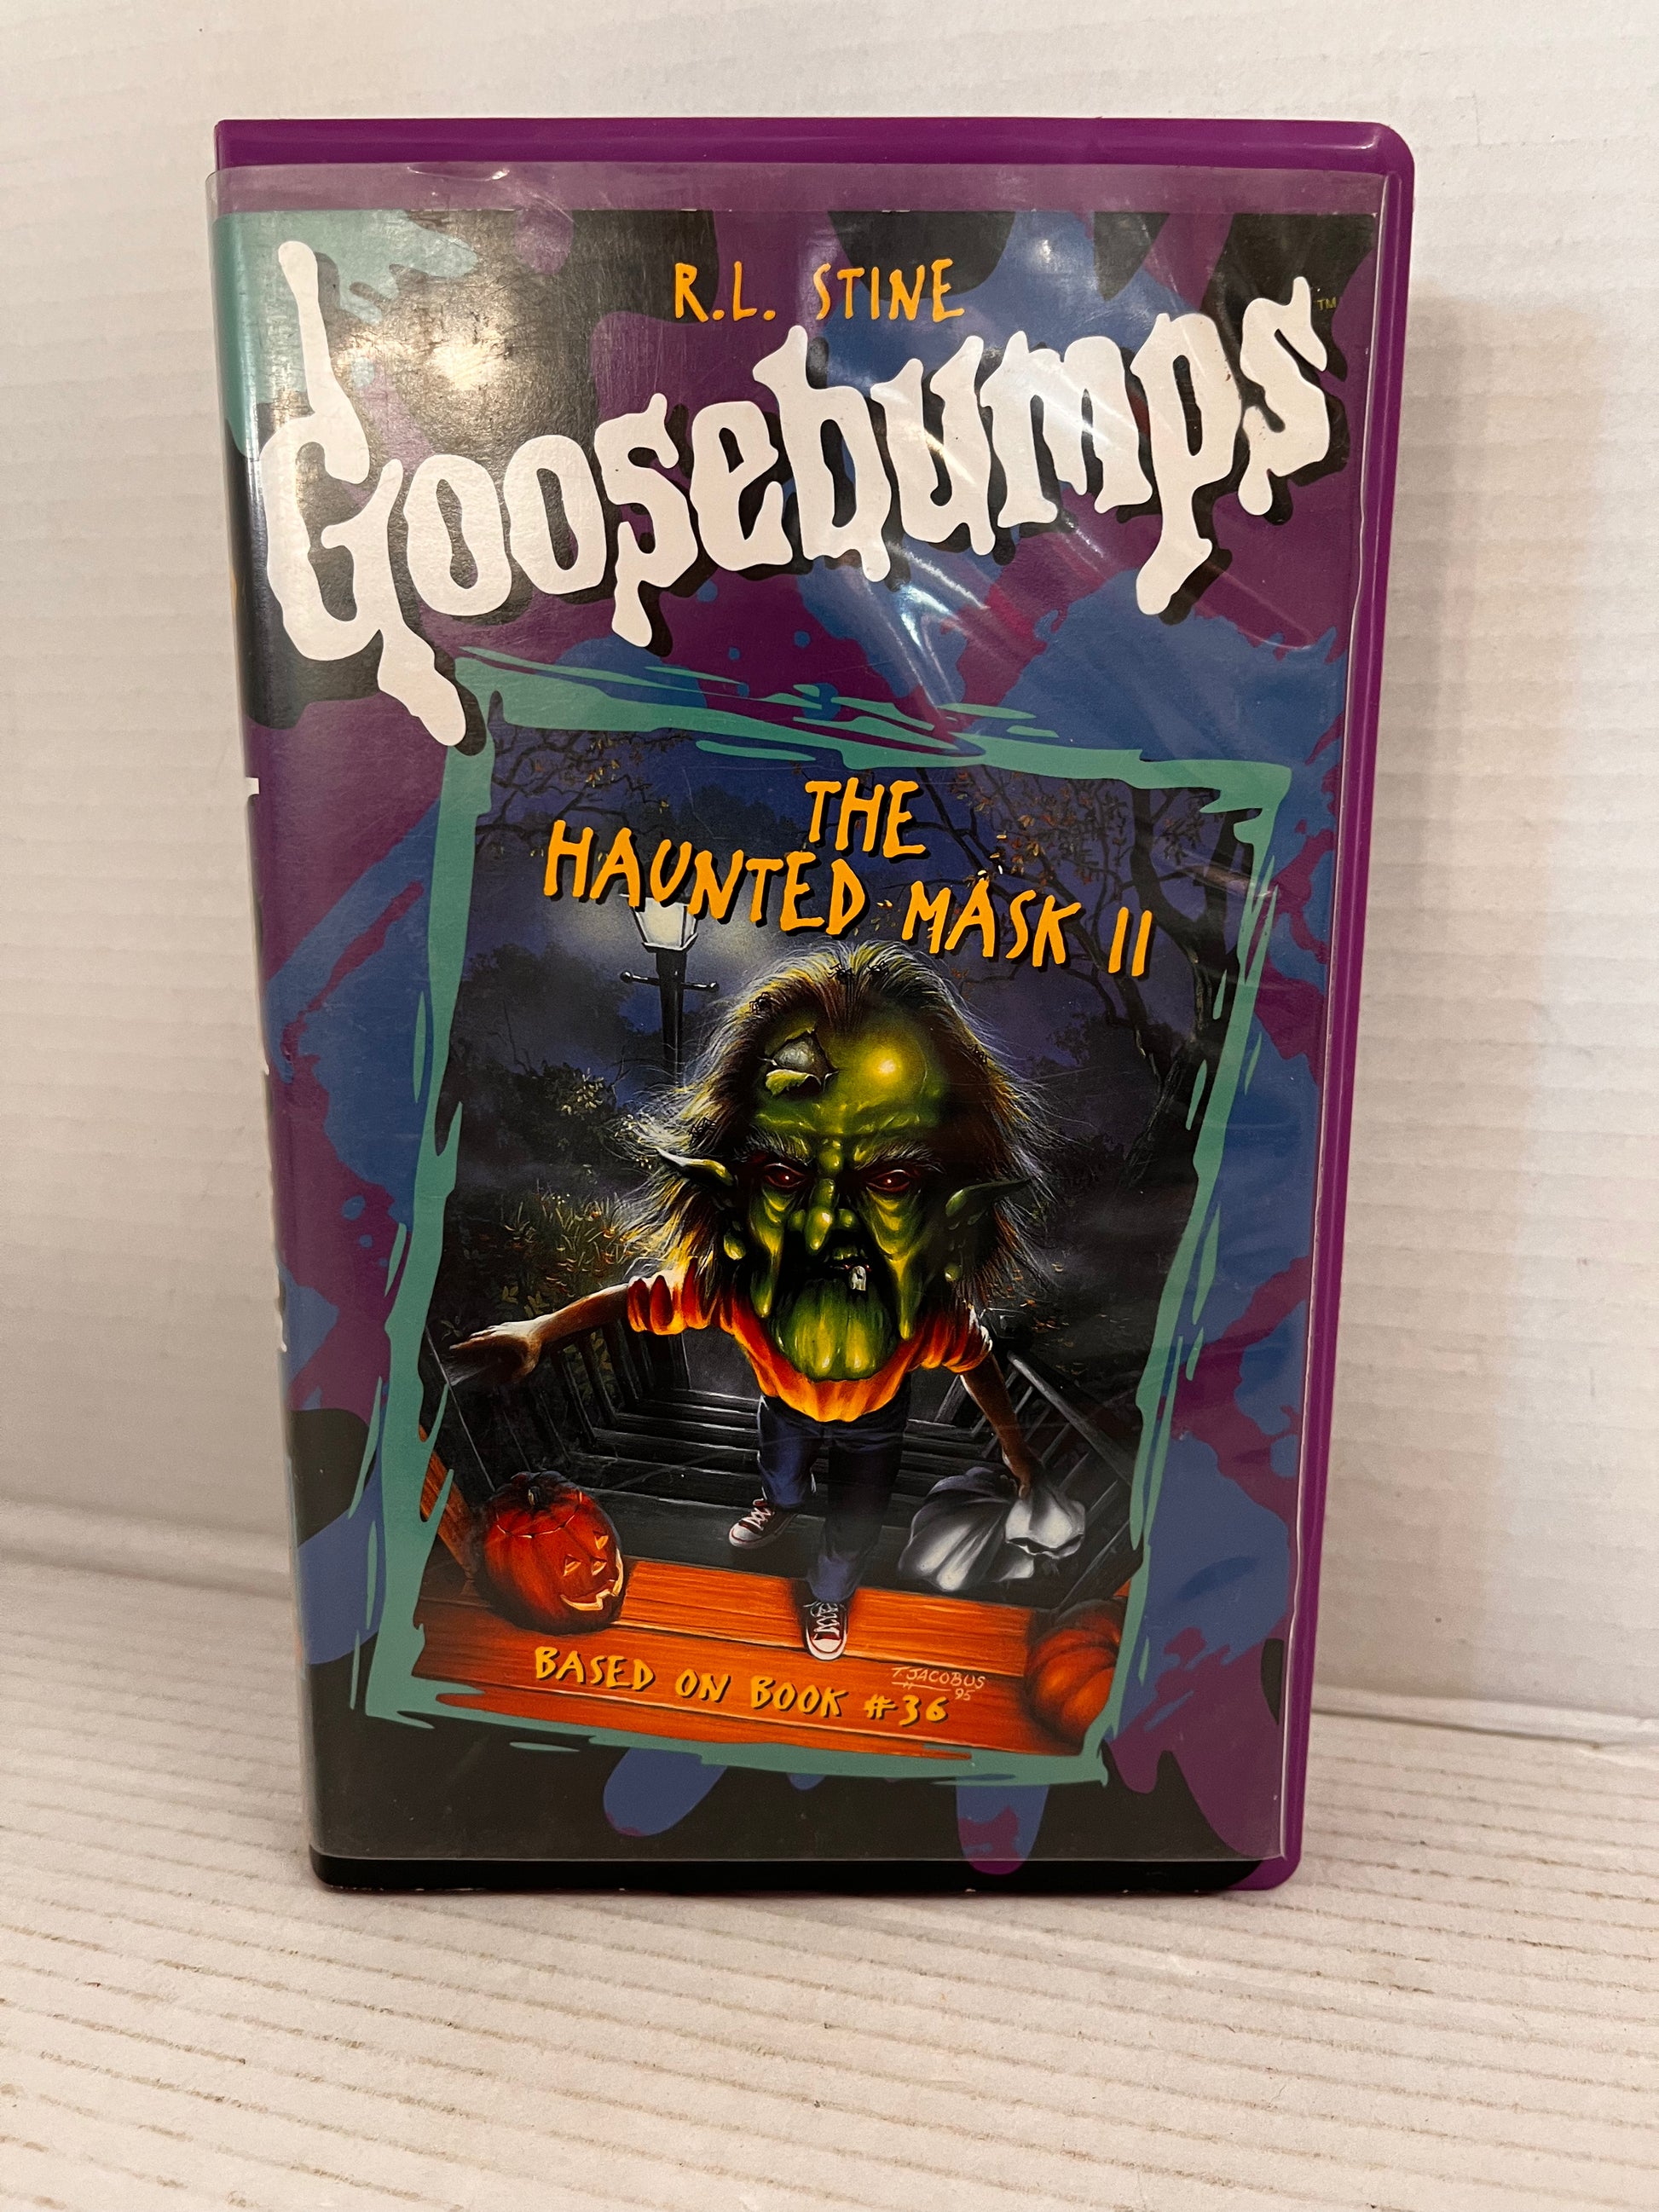 R.L. STINE
Goosebumps™
THE
HAUNTED MASK II
BASED ON BOOK #36
T. JACOBUS
95